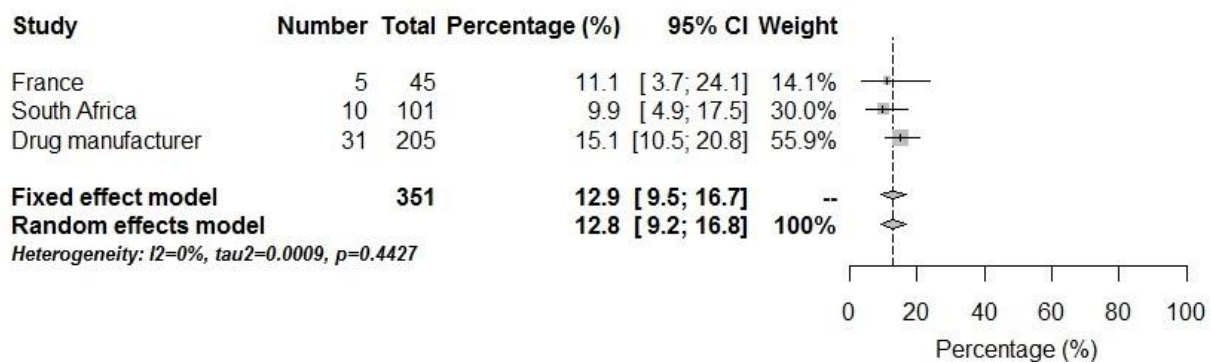 Study Number Total Percentage (%) 95% CI Weight
France 5 45 11.1 [ 3.7; 24.1] 14.1%
South Africa 10 101 9.9 [ 4.9; 17.5] 30.0%
Drug manufacturer 31 205 15.1 [10.5; 20.8] 55.9%
Fixed effect model 351 12.9 [ 9.5; 16.7] --
Random effects model 12.8 [ 9.2; 16.8] 100%
Heterogeneity: I2=0%, tau2=0.0009, p=0.4427
0 20 40 60 80 100
Percentage (%)